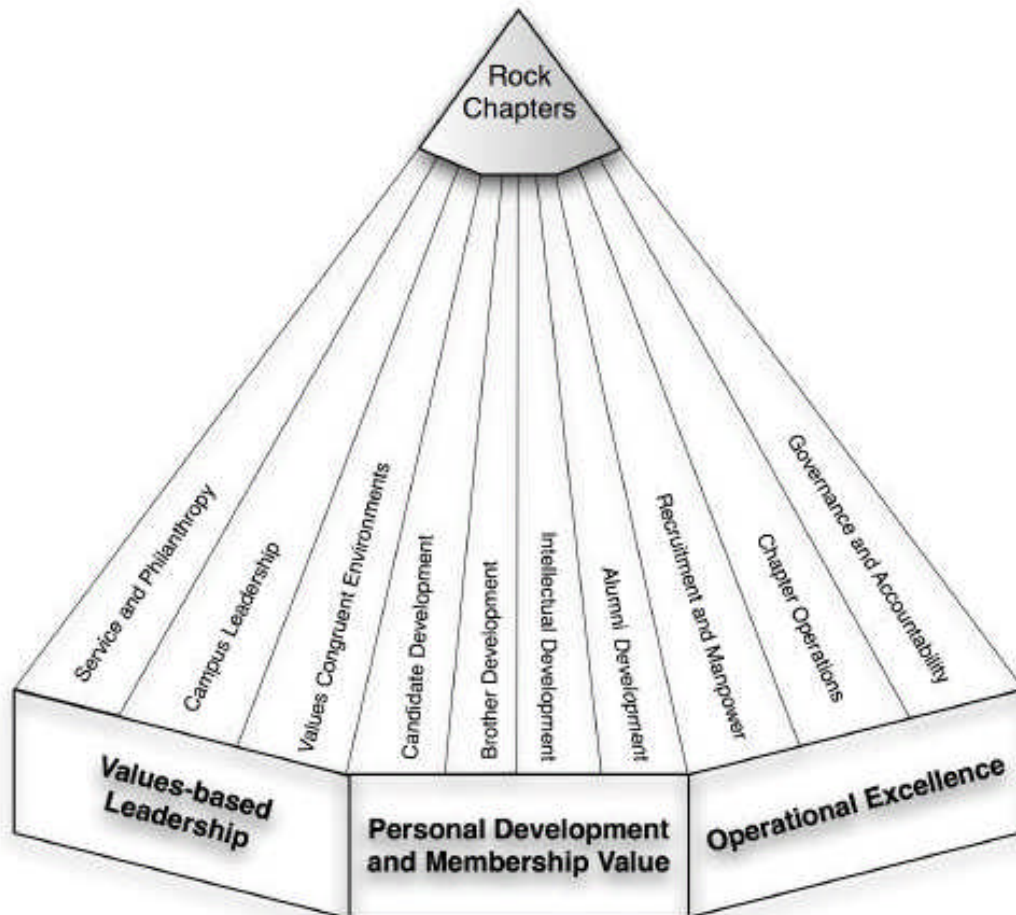 Rock
Chapters
Service and Philanthropy
Campus Leadership
Values Congruent Environments
Candidate Development
Brother Development
Intellectual Development
Alumni Development
Recruitment and Manpower
Chapter Operations
Governance and Accountability
Values-based
Leadership
Personal Development
and Membership Value
Operational Excellence